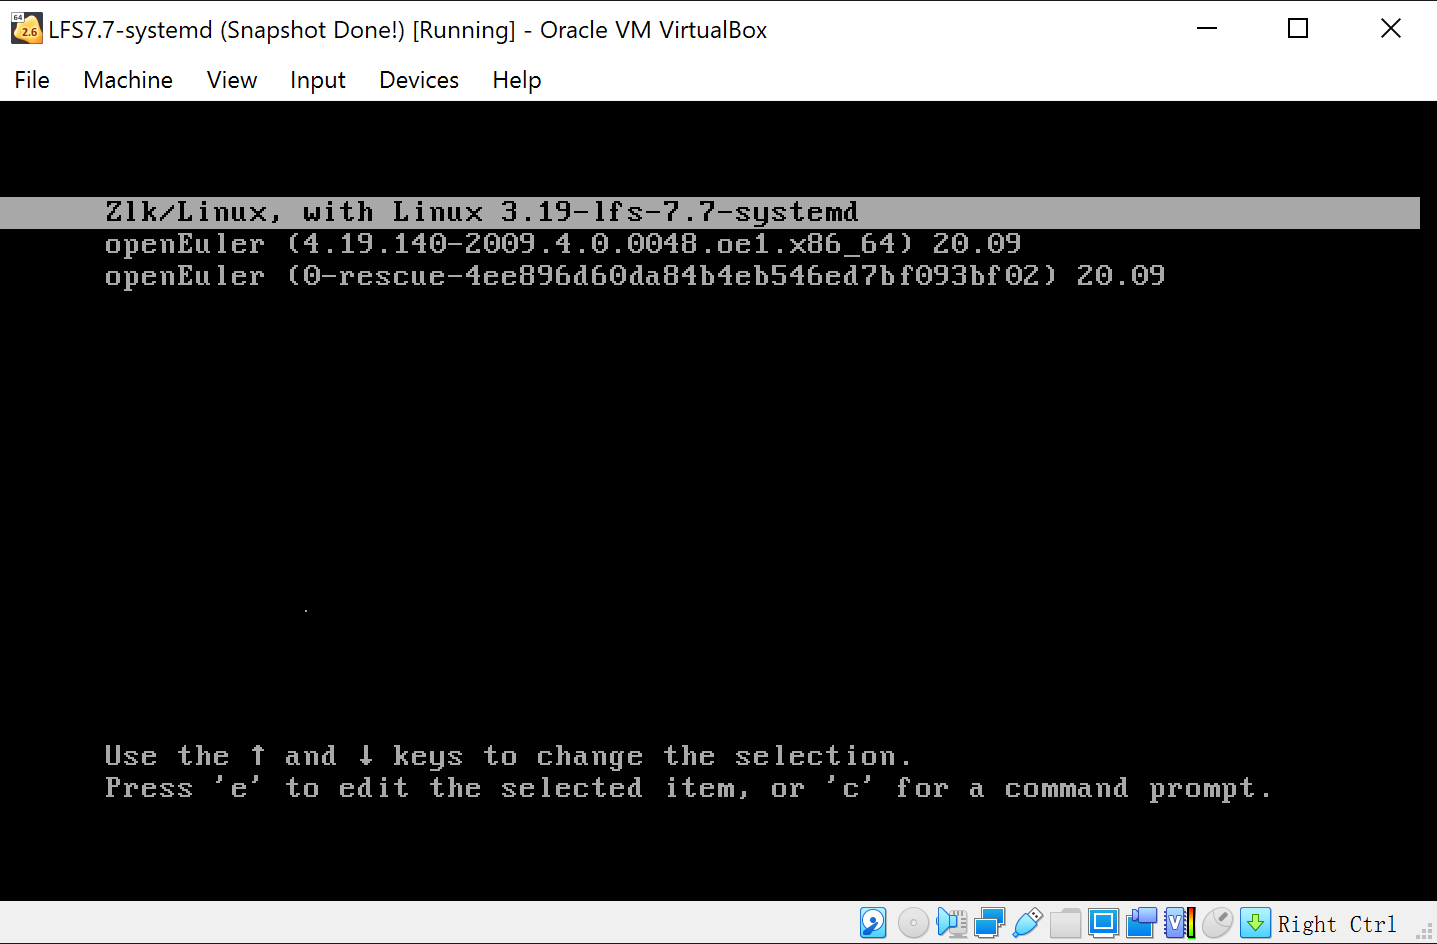 64
2.6
LFS7.7-systemd (Snapshot Done!) [Running] - Oracle VM VirtualBox
File Machine View Input Devices Help
Zlk/Linux, with Linux 3.19-lfs-7.7-systemd
openEuler (4.19.140-2009.4.0.0048.oe1.x86_64) 20.09
openEuler (0-rescue-4ee896d60da84b4eb546ed7bf093bf02) 20.09
Use the ↑ and ↓ keys to change the selection.
Press 'e' to edit the selected item, or 'c' for a command prompt.
V
Right Ctrl